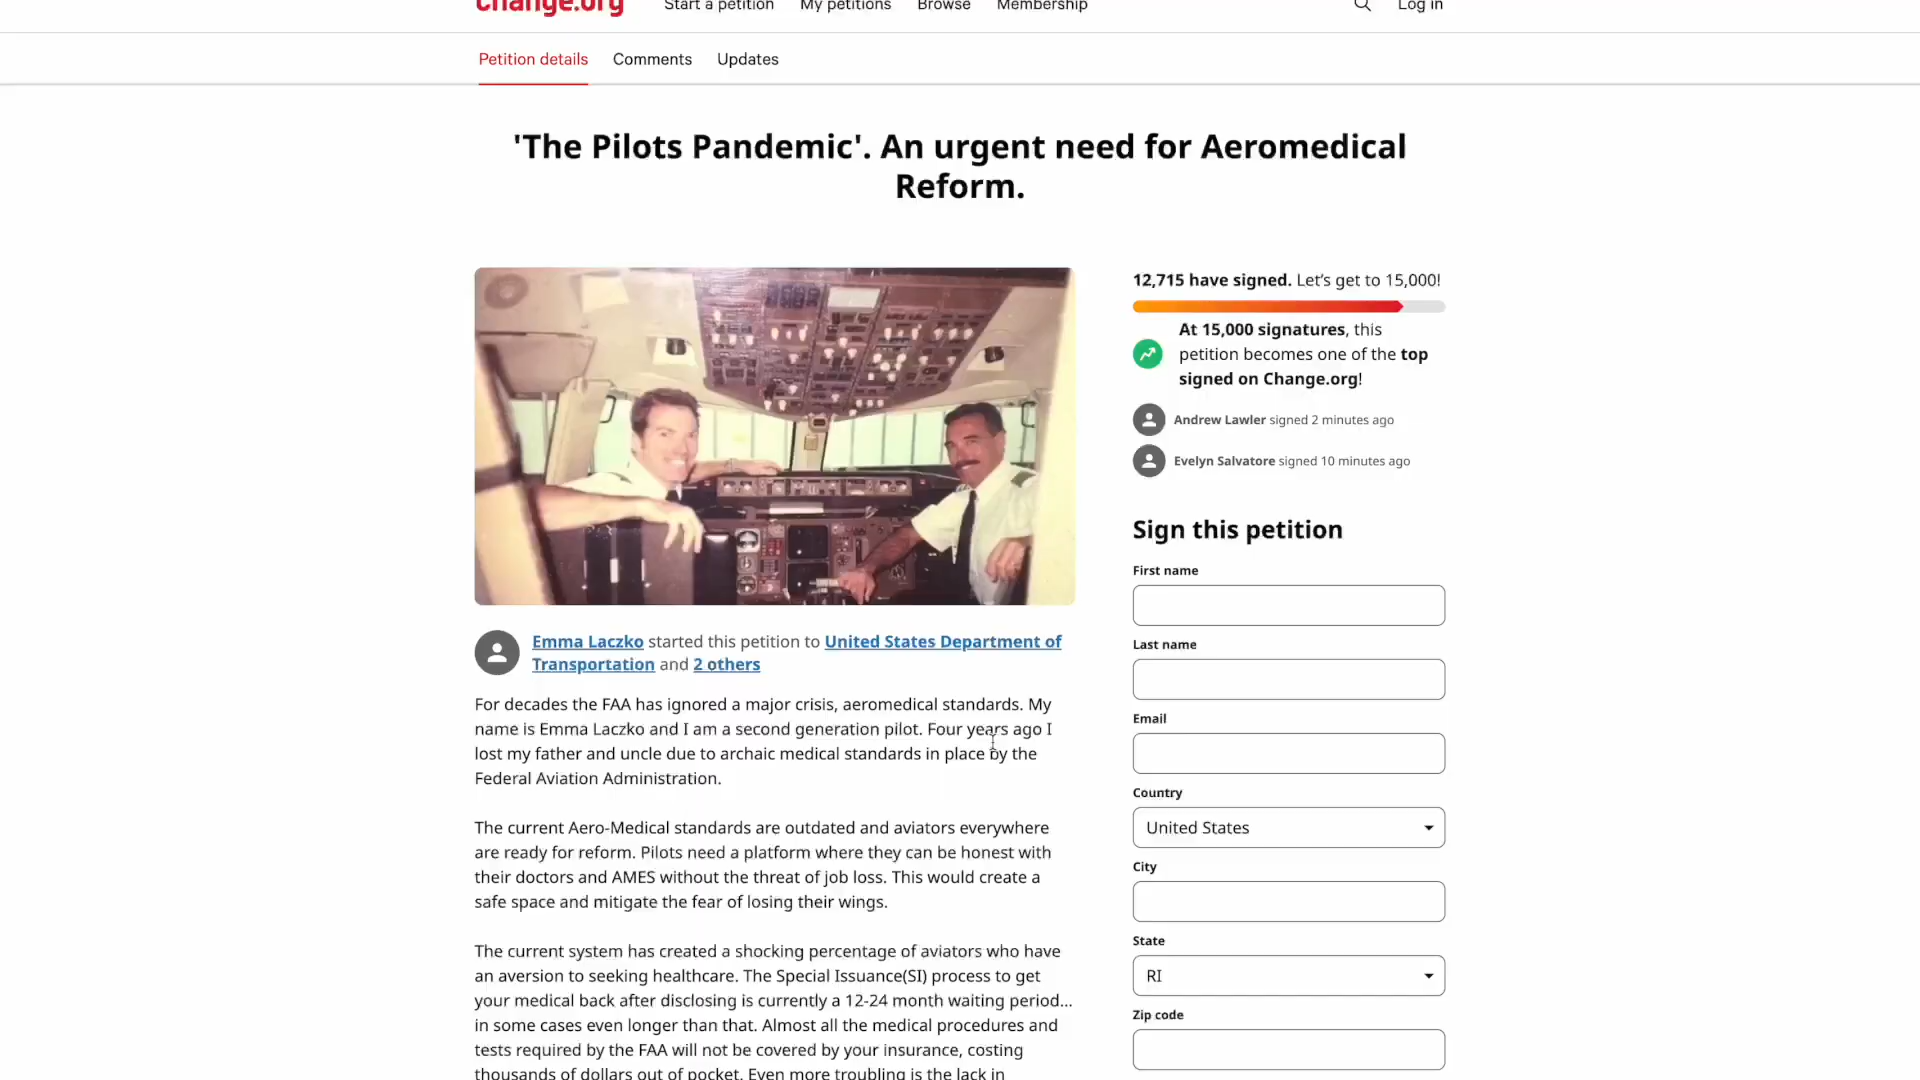 change.org Start a petition My petitions Browse Membership Log in
Petition details Comments Updates
'The Pilots Pandemic'. An urgent need for Aeromedical
Reform.
12,715 have signed. Let's get to 15,000!
At 15,000 signatures, this
petition becomes one of the top
signed on Change.org!
Andrew Lawler signed 2 minutes ago
Evelyn Salvatore signed 10 minutes ago
Emma Laczko started this petition to United States Department of
Transportation and 2 others
For decades the FAA has ignored a major crisis, aeromedical standards. My
name is Emma Laczko and I am a second generation pilot. Four years ago I
lost my father and uncle due to archaic medical standards in place by the
Federal Aviation Administration.
The current Aero-Medical standards are outdated and aviators everywhere
are ready for reform. Pilots need a platform where they can be honest with
their doctors and AMES without the threat of job loss. This would create a
safe space and mitigate the fear of losing their wings.
The current system has created a shocking percentage of aviators who have
an aversion to seeking healthcare. The Special Issuance(SI) process to get
your medical back after disclosing is currently a 12-24 month waiting period...
in some cases even longer than that. Almost all the medical procedures and
tests required by the FAA will not be covered by your insurance, costing
thousands of dollars out of pocket. Even more troubling is the lack in
Sign this petition
First name
Last name
Email
Country
United States
City
State
RI
Zip code